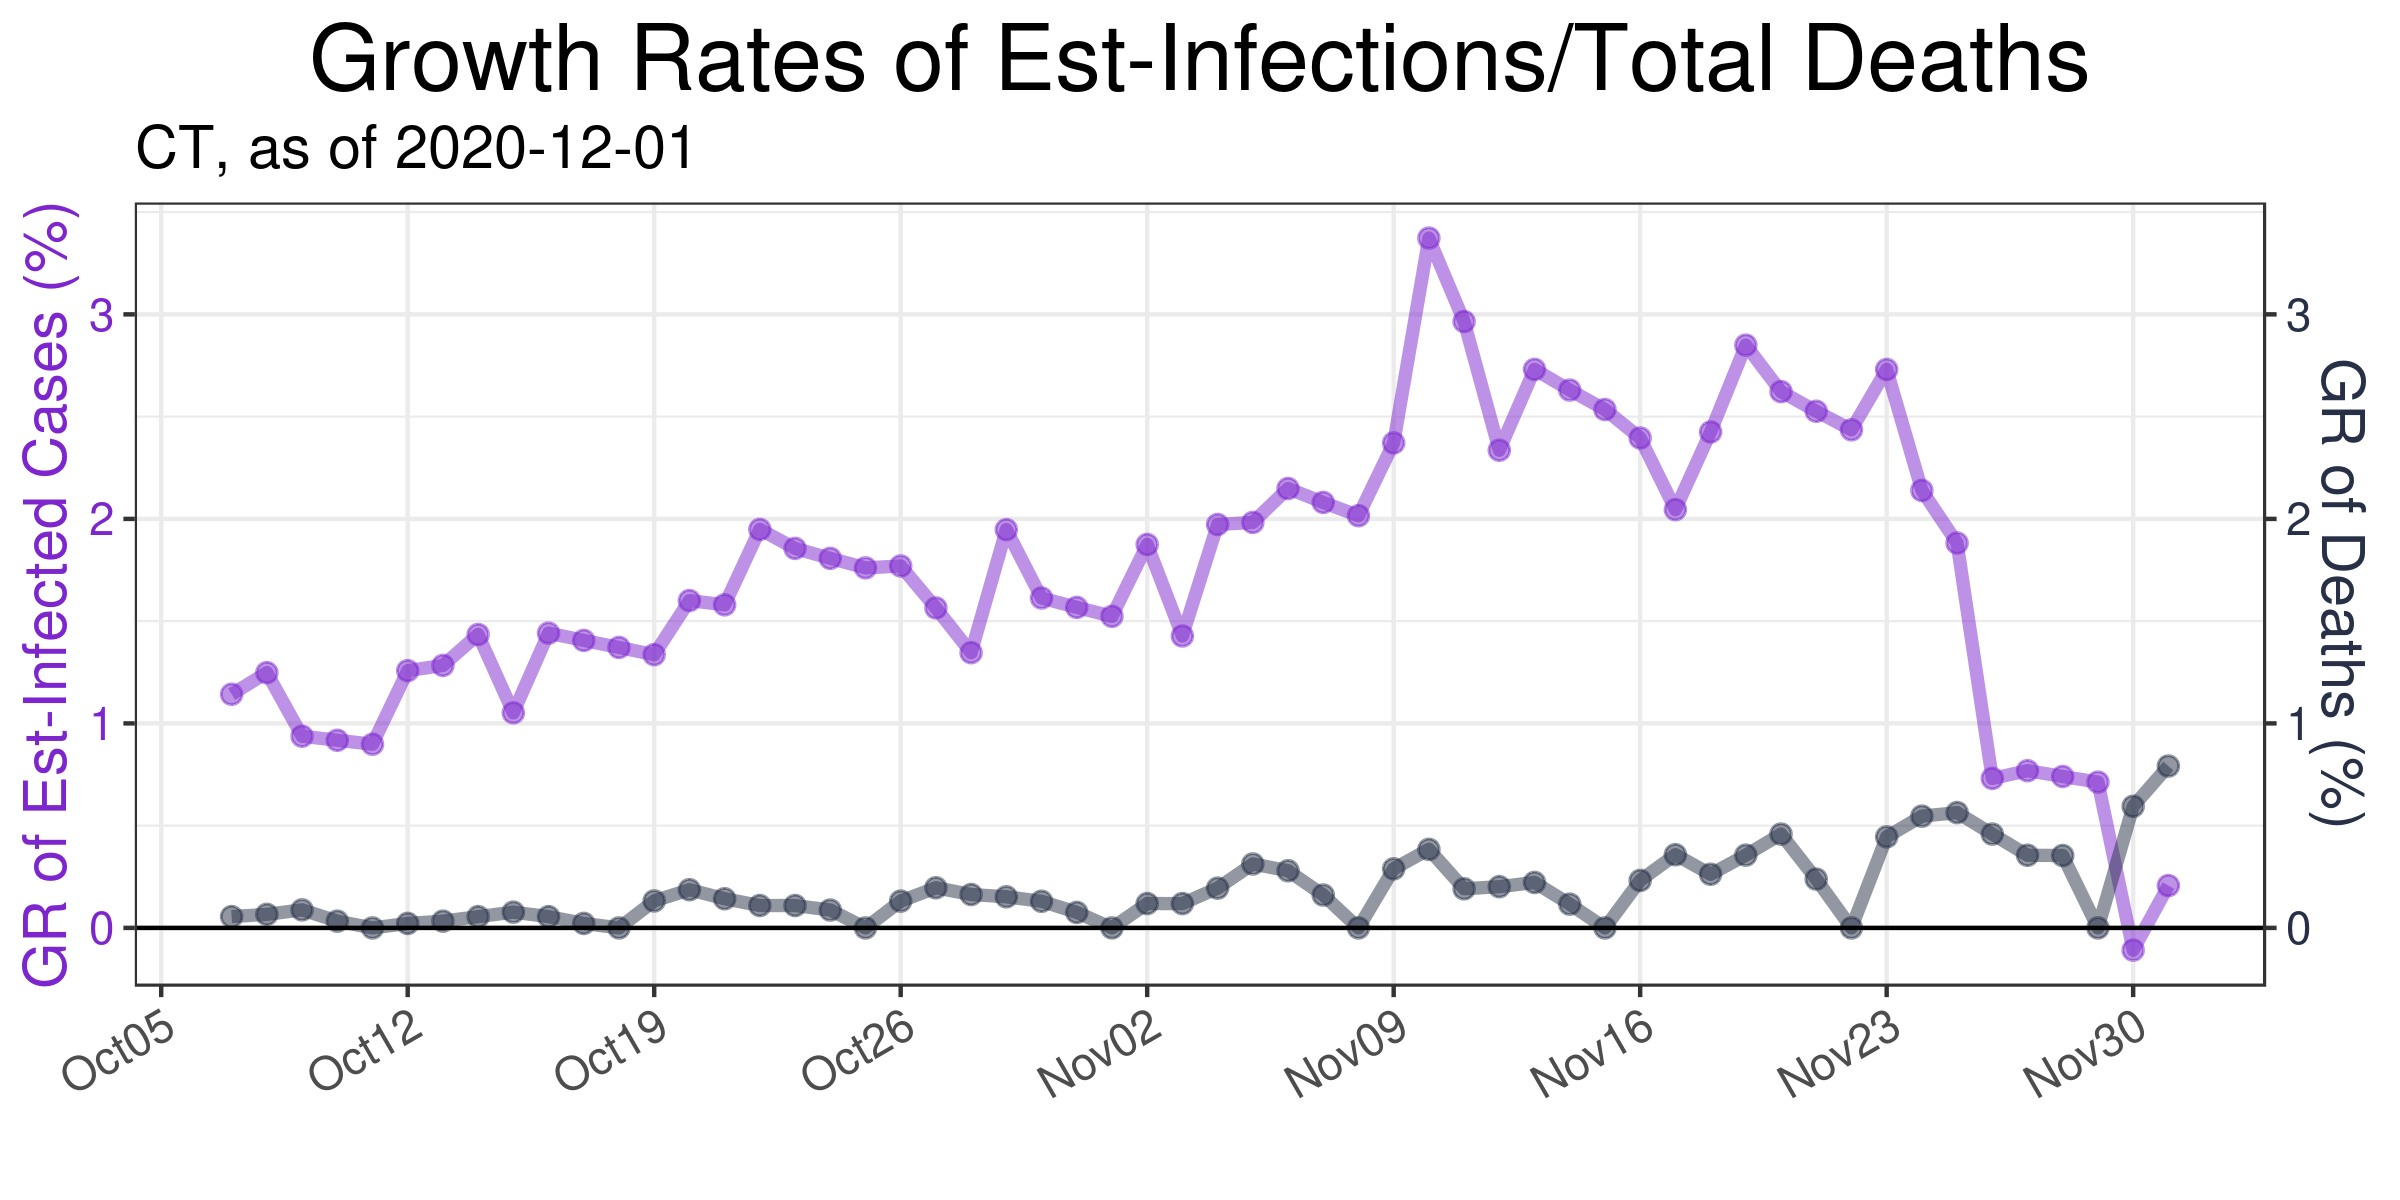 Growth Rates of Est-Infections/Total Deaths
CT, as of 2020-12-01
GR of Est-Infected Cases (%)
3
2
1
0
3
2
1
0
GR of Deaths (%)
Oct05
Oct12
Oct19
Oct26
Nov02
Nov09
Nov16
Nov23
Nov30